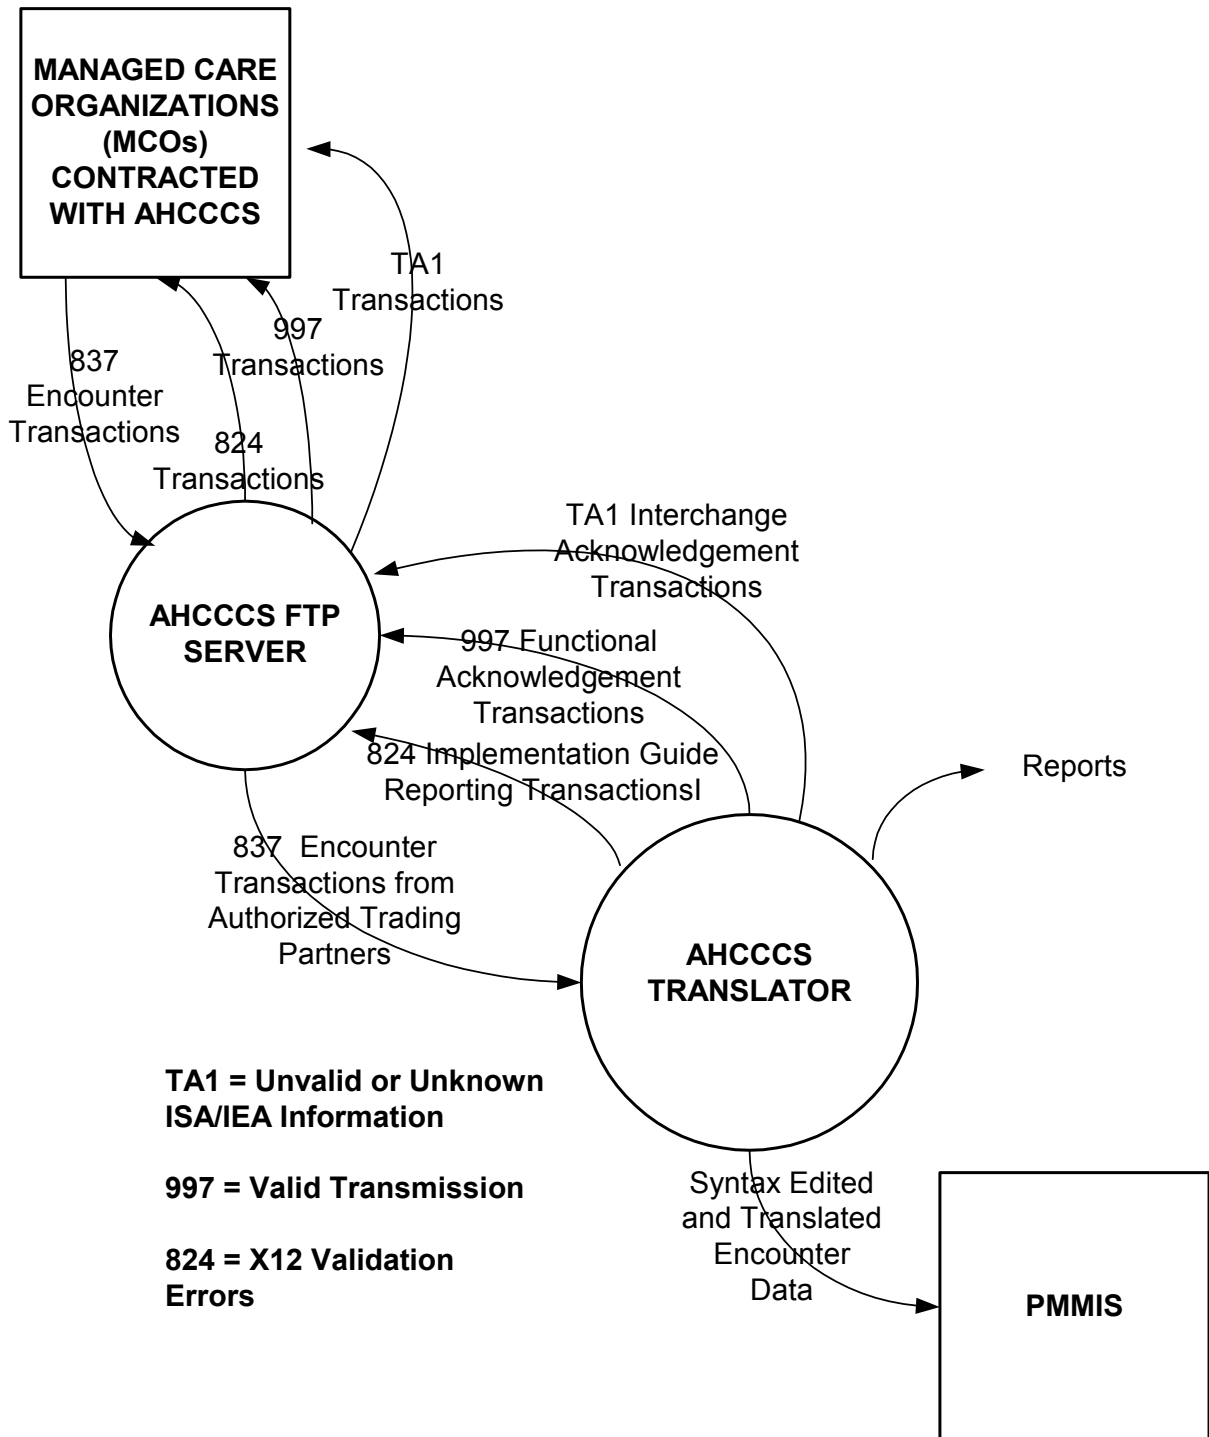 MANAGED CARE
ORGANIZATIONS
(MCOs)
CONTRACTED
WITH AHCCCS
TA1
Transactions
997
Transactions
837
Encounter
Transactions
824
Transactions
TA1 Interchange
Acknowledgement
Transactions
AHCCCS FTP
SERVER
997 Functional
Acknowledgement
Transactions
824 Implementation Guide
Reporting TransactionsI
Reports
837 Encounter
Transactions from
Authorized Trading
Partners
AHCCCS
TRANSLATOR
TA1 = Unvalid or Unknown
ISA/IEA Information
997 = Valid Transmission
824 = X12 Validation
Errors
Syntax Edited
and Translated
Encounter
Data
PMMIS